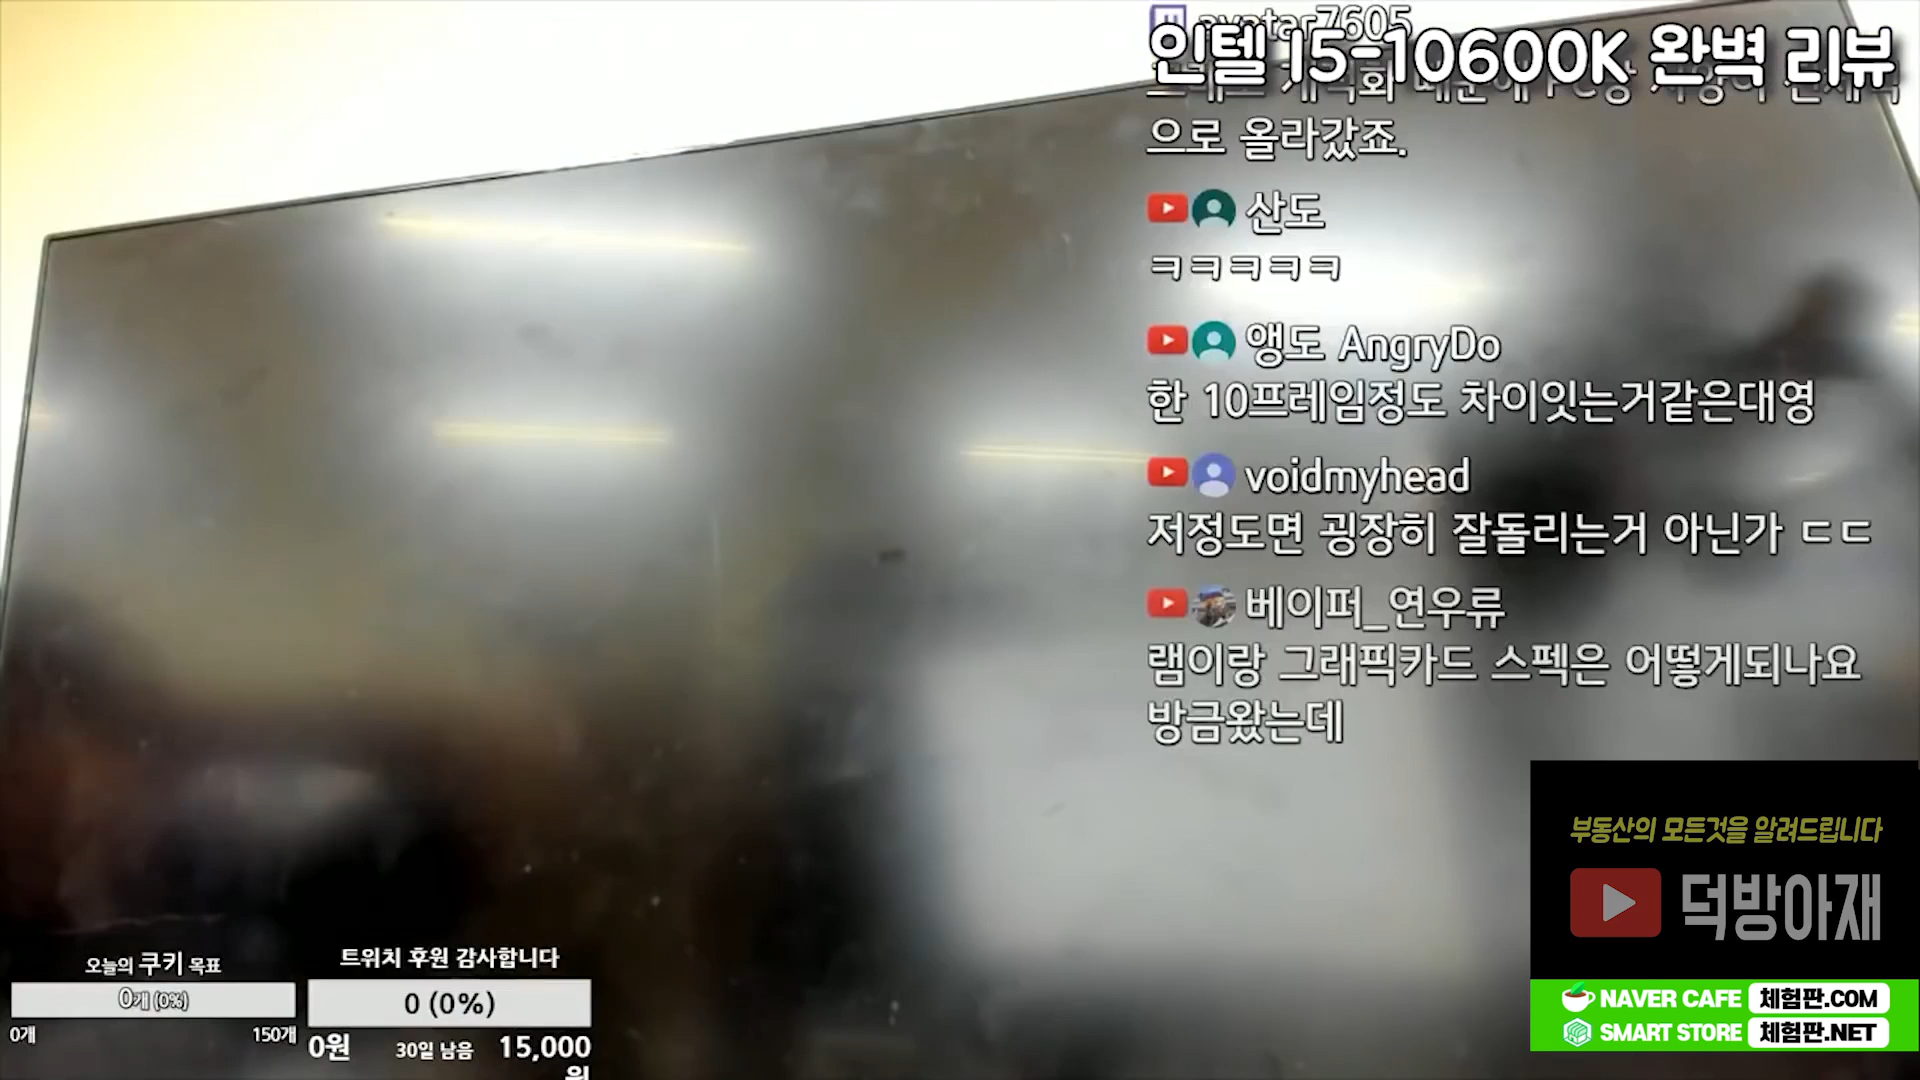 avatar7605
인텔 I5-10600K 완벽 리뷰
으로 올라갔죠.
산도
ㅋㅋㅋㅋㅋ
앵도 AngryDo
한 10프레임정도 차이잇는거같은대영
voidmyhead
저정도면 굉장히 잘돌리는거 아닌가 ㄷㄷ
베이퍼_연우류
램이랑 그래픽카드 스펙은 어떻게되나요
방금왔는데
부동산의 모든것을 알려드립니다
덕방아재
NAVER CAFE 체험판.COM
SMART STORE 체험판.NET
오늘의 쿠키 목표
0개 (0%)
0개 150개
트위치 후원 감사합니다
0 (0%)
0원 30일 남음 15,000
원